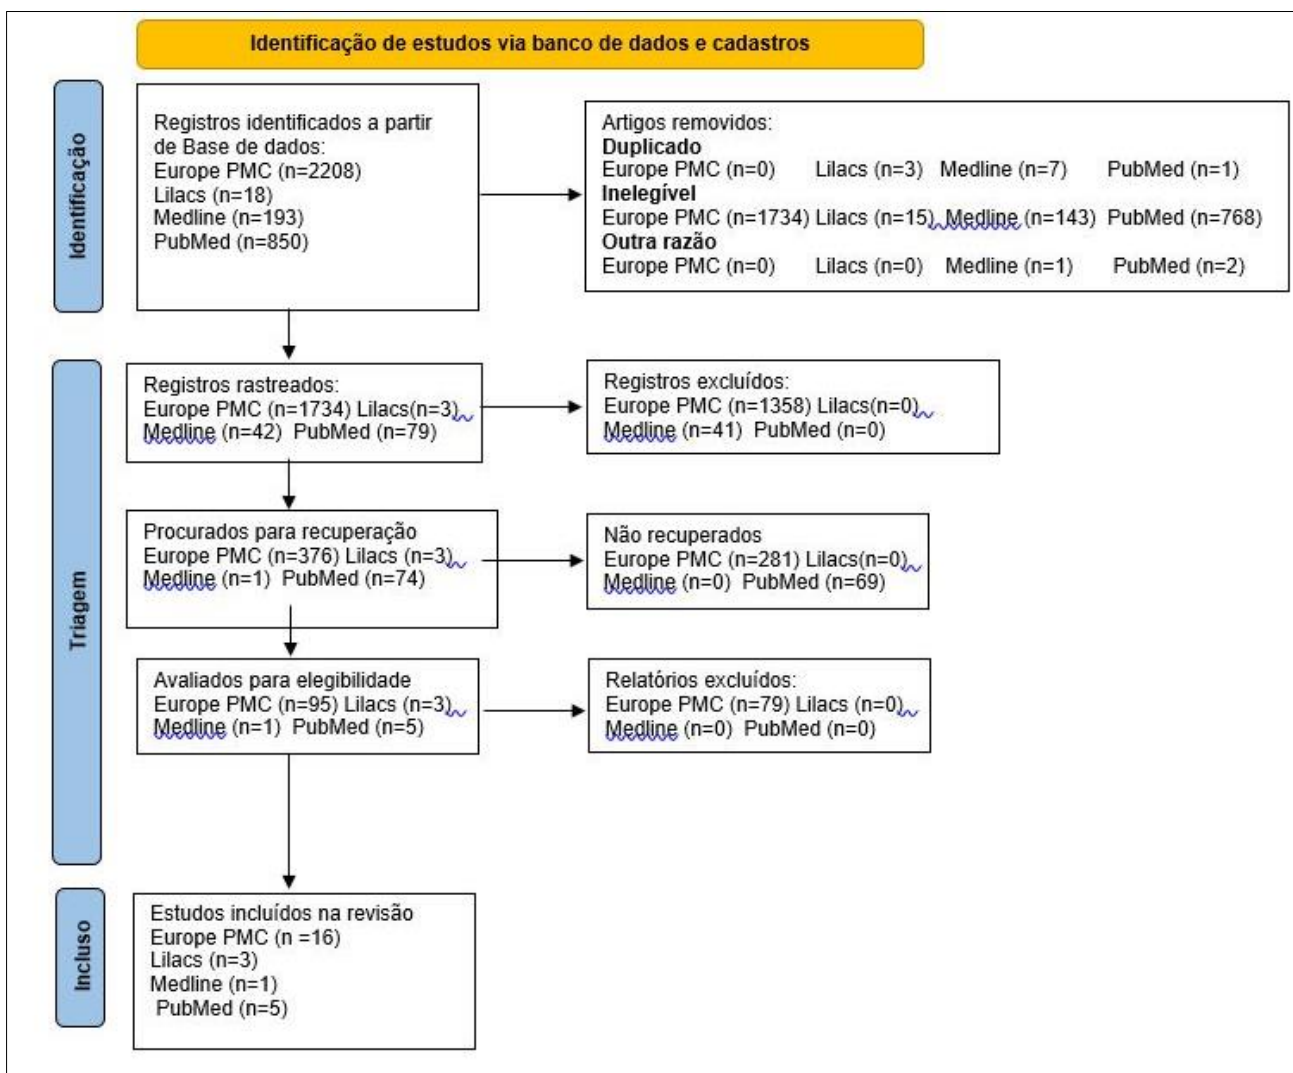 Identificação de estudos via banco de dados e cadastros
Identificação
Registros identificados a partir
de Base de dados:
Europe PMC (n=2208)
Lilacs (n=18)
Medline (n=193)
PubMed (n=850)
Artigos removidos:
Duplicado
Europe PMC (n=0) Lilacs (n=3) Medline (n=7) PubMed (n=1)
Inelegível
Europe PMC (n=1734) Lilacs (n=15) Medline (n=143) PubMed (n=768)
Outra razão
Europe PMC (n=0) Lilacs (n=0) Medline (n=1) PubMed (n=2)
Triagem
Registros rastreados:
Europe PMC (n=1734) Lilacs(n=3)
Medline (n=42) PubMed (n=79)
Registros excluídos:
Europe PMC (n=1358) Lilacs(n=0)
Medline (n=41) PubMed (n=0)
Procurados para recuperação
Europe PMC (n=376) Lilacs (n=3)
Medline (n=1) PubMed (n=74)
Não recuperados
Europe PMC (n=281) Lilacs(n=0)
Medline (n=0) PubMed (n=69)
Avaliados para elegibilidade
Europe PMC (n=95) Lilacs (n=3)
Medline (n=1) PubMed (n=5)
Relatórios excluídos:
Europe PMC (n=79) Lilacs (n=0)
Medline (n=0) PubMed (n=0)
Incluso
Estudos incluídos na revisão
Europe PMC (n =16)
Lilacs (n=3)
Medline (n=1)
PubMed (n=5)